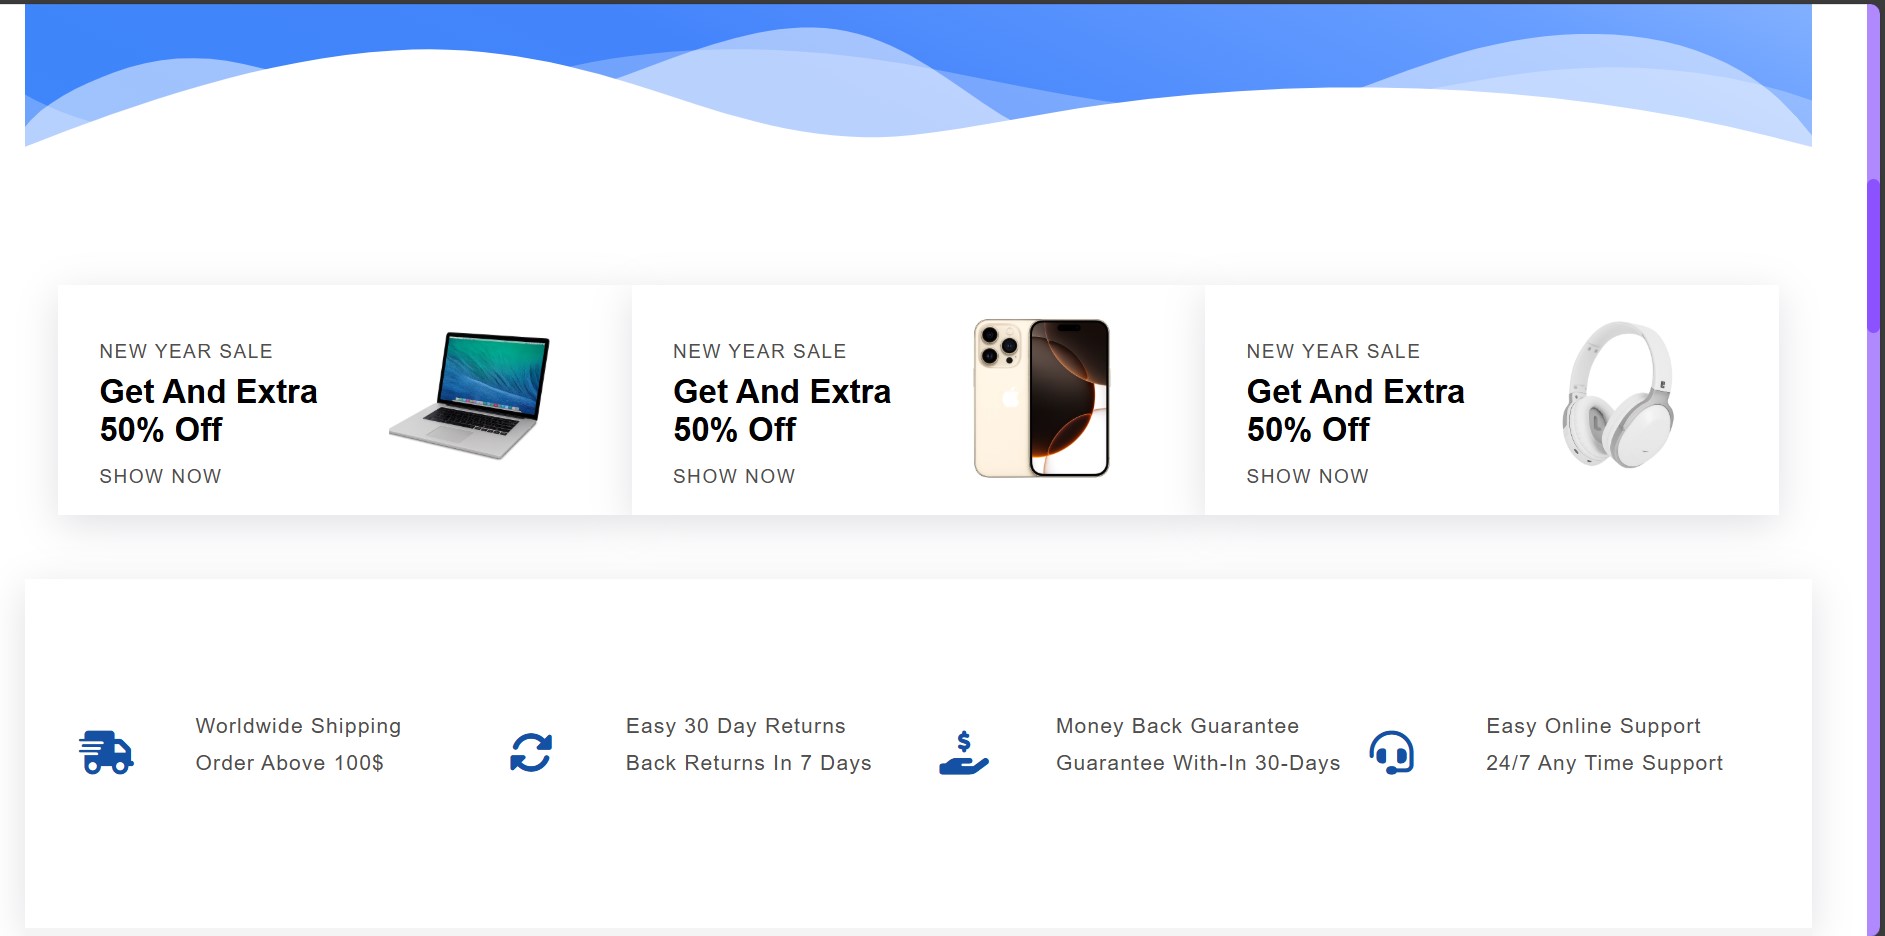 NEW YEAR SALE
Get And Extra
50% Off
SHOW NOW
NEW YEAR SALE
Get And Extra
50% Off
SHOW NOW
NEW YEAR SALE
Get And Extra
50% Off
SHOW NOW
Worldwide Shipping
Order Above 100$
Easy 30 Day Returns
Back Returns In 7 Days
Money Back Guarantee
Guarantee With-In 30-Days
Easy Online Support
24/7 Any Time Support